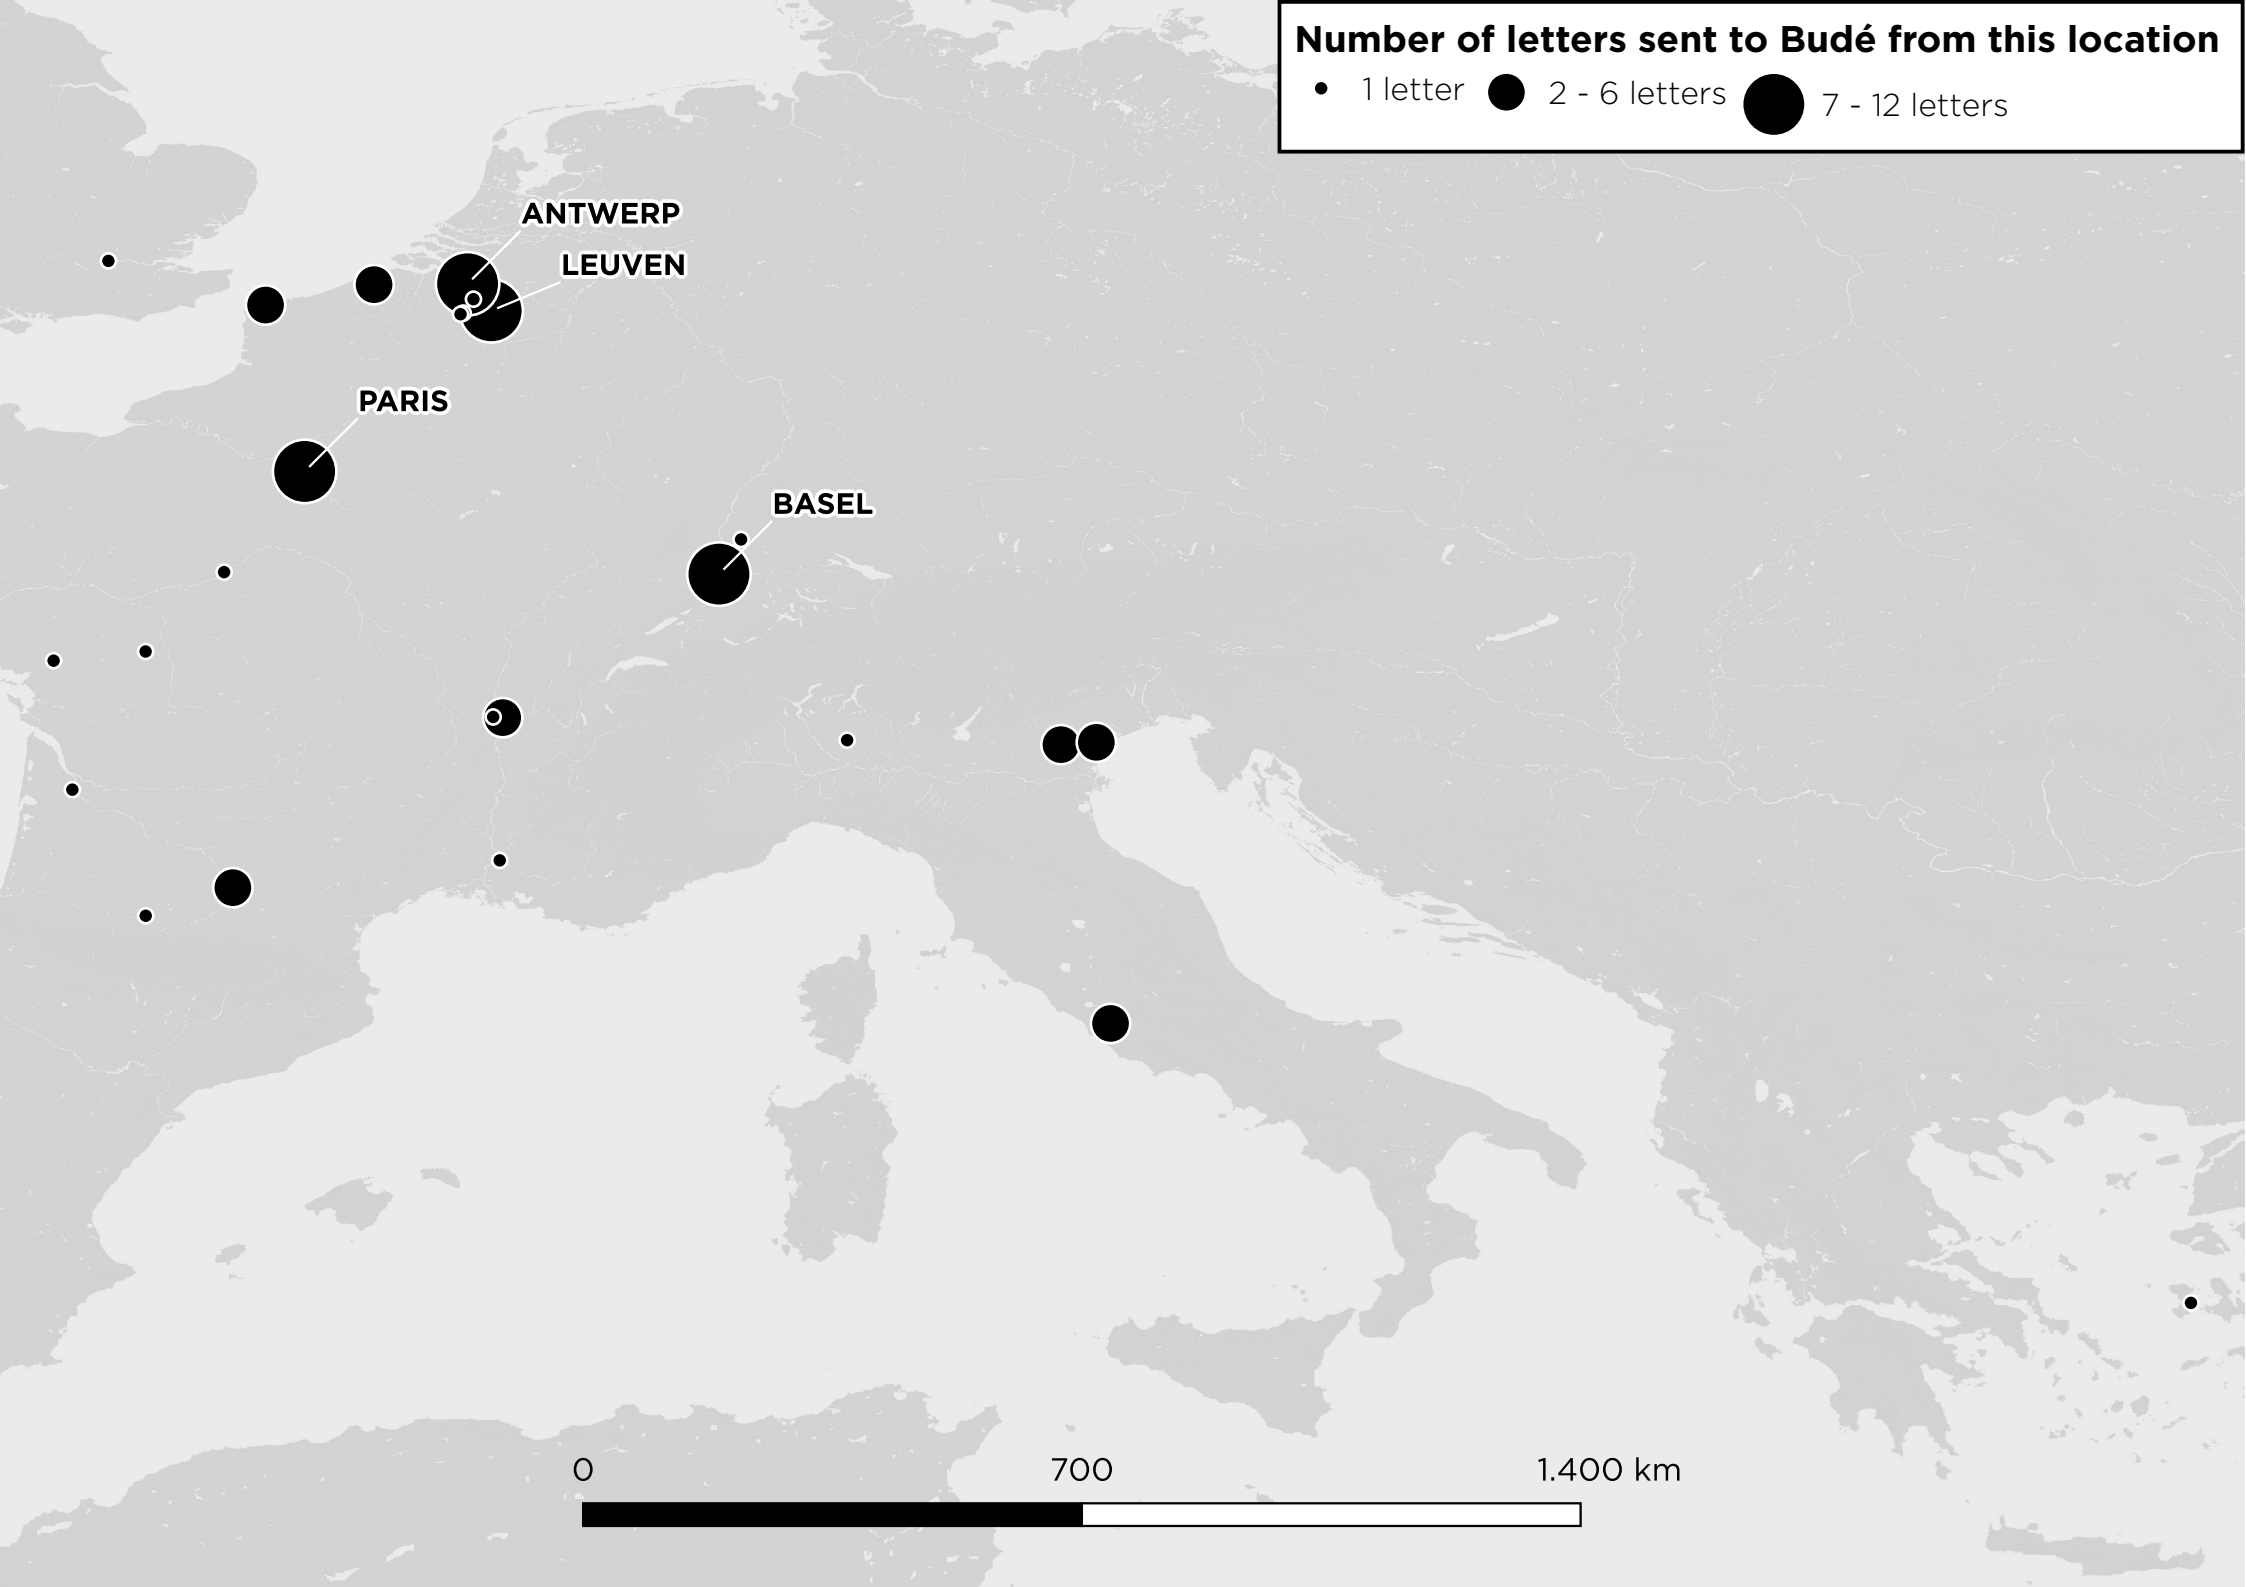 Number of letters sent to Budé from this location
1 letter 2 - 6 letters 7 - 12 letters
ANTWERP
LEUVEN
PARIS
BASEL
0 700 1.400 km